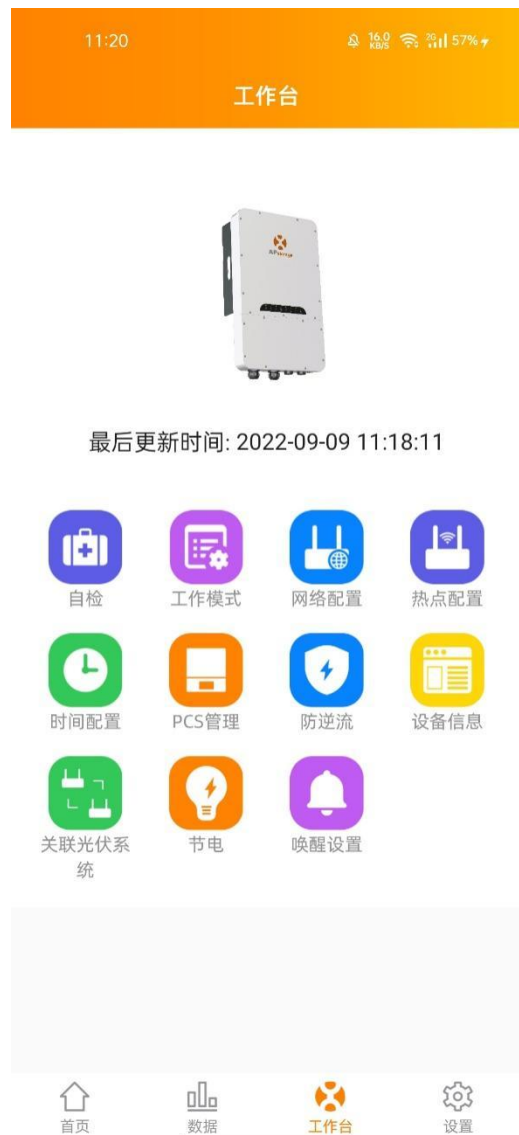 11:20
16.0 KB/S 2G 57%
工作台
APsystems
最后更新时间: 2022-09-09 11:18:11
自检 工作模式 网络配置 热点配置
时间配置 PCS管理 防逆流 设备信息
关联光伏系 节电 唤醒设置
统
首页 数据 工作台 设置